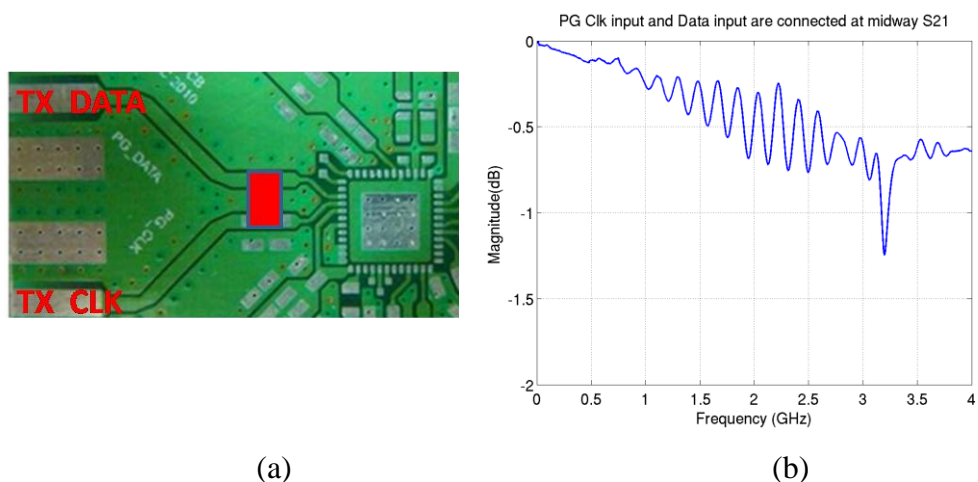 TX DATA
CB
2010
PG_DATA
PG_CLK
TX CLK
(a)
PG Clk input and Data input are connected at midway S21
0
-0.5
-1
-1.5
-2
Magnitude(dB)
0 0.5 1 1.5 2 2.5 3 3.5 4
Frequency (GHz)
(b)